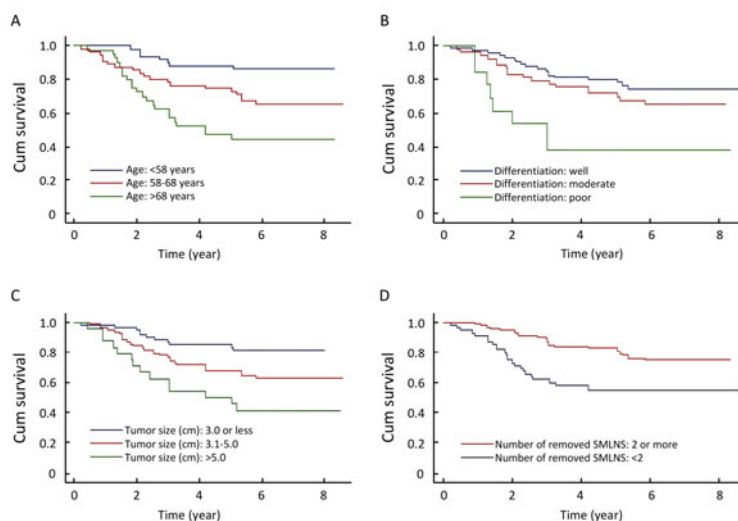 A
Cum survival
1.0
0.8
0.6
0.4
0.2
0
Age: <58 years
Age: 58-68 years
Age: >68 years
0 2 4 6 8
Time (year)
B
Cum survival
1.0
0.8
0.6
0.4
0.2
0
Differentiation: well
Differentiation: moderate
Differentiation: poor
0 2 4 6 8
Time (year)
C
Cum survival
1.0
0.8
0.6
0.4
0.2
0
Tumor size (cm): 3.0 or less
Tumor size (cm): 3.1-5.0
Tumor size (cm): >5.0
0 2 4 6 8
Time (year)
D
Cum survival
1.0
0.8
0.6
0.4
0.2
0
Number of removed SMLNS: 2 or more
Number of removed SMLNS: <2
0 2 4 6 8
Time (year)